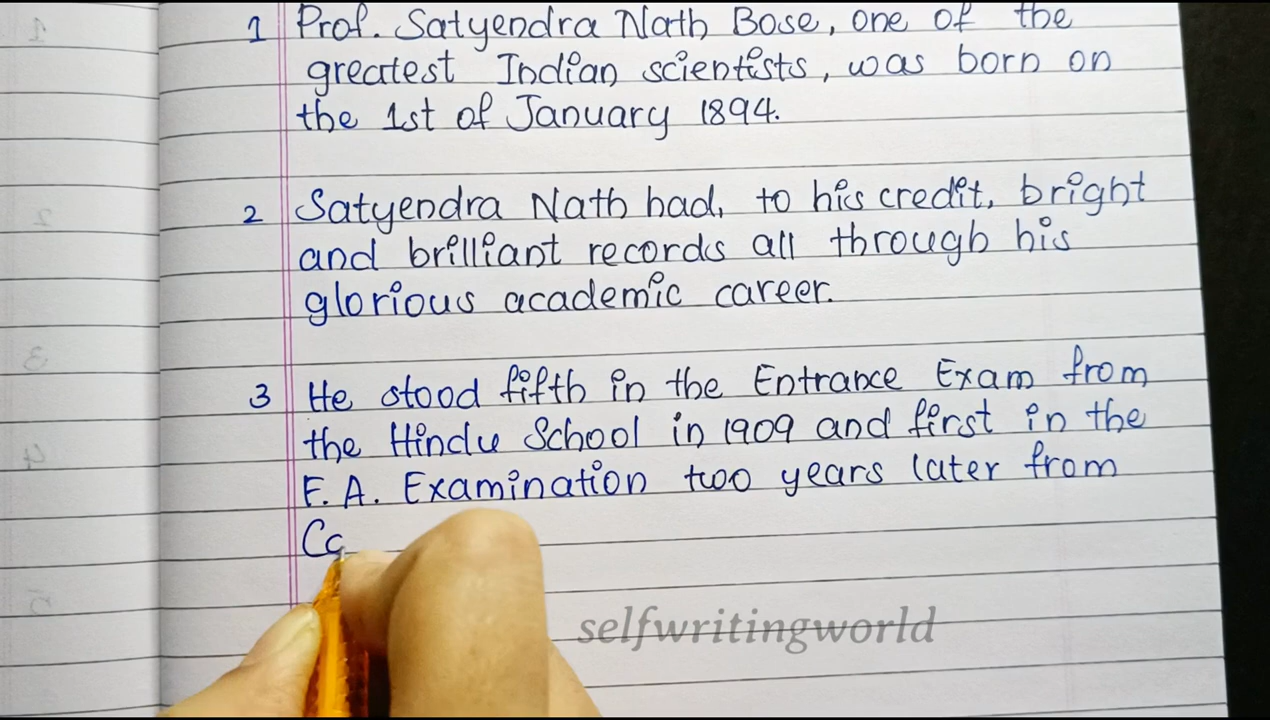 1 Prof. Satyendra Nath Bose, one of the
greatest Indian scientists, was born on
the 1st of January 1894.
2 Satyendra Nath had, to his credit, bright
and brilliant records all through his
glorious academic career.
3 He stood fifth in the Entrance Exam from
the Hindu School in 1909 and first in the
F. A. Examination two years later from
Ca
selfwritingworld